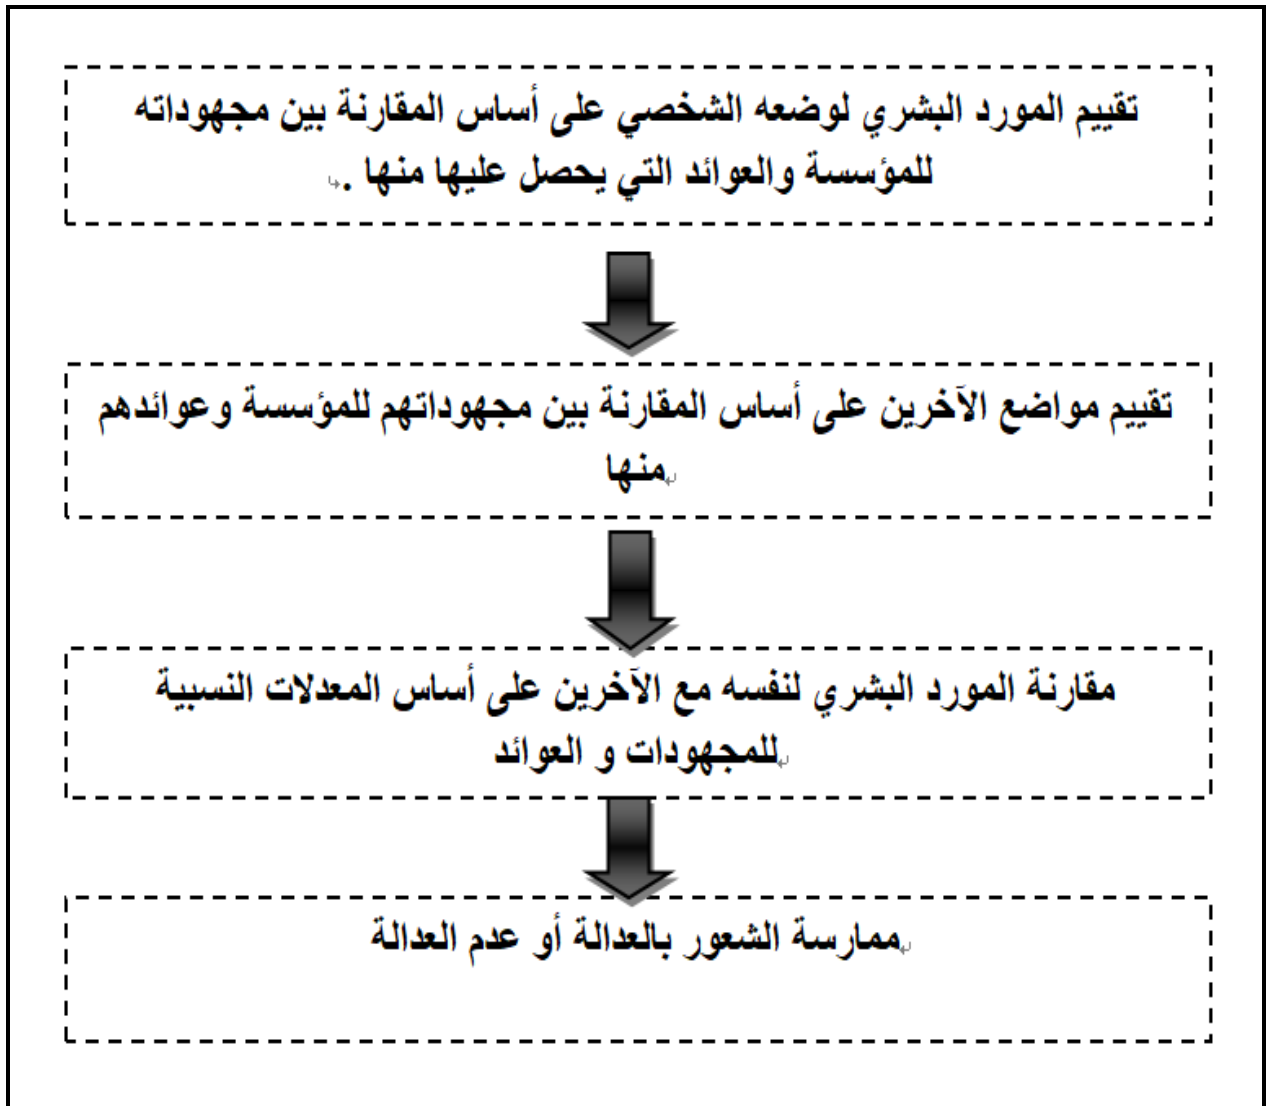 تقييم المورد البشري لوضعه الشخصي على أساس المقارنة بين مجهوداته
للمؤسسة والعوائد التي يحصل عليها منها .
تقييم مواضع الآخرين على أساس المقارنة بين مجهوداتهم للمؤسسة وعوائدهم
منها
مقارنة المورد البشري لنفسه مع الآخرين على أساس المعدلات النسبية
للمجهودات و العوائد
ممارسة الشعور بالعدالة أو عدم العدالة